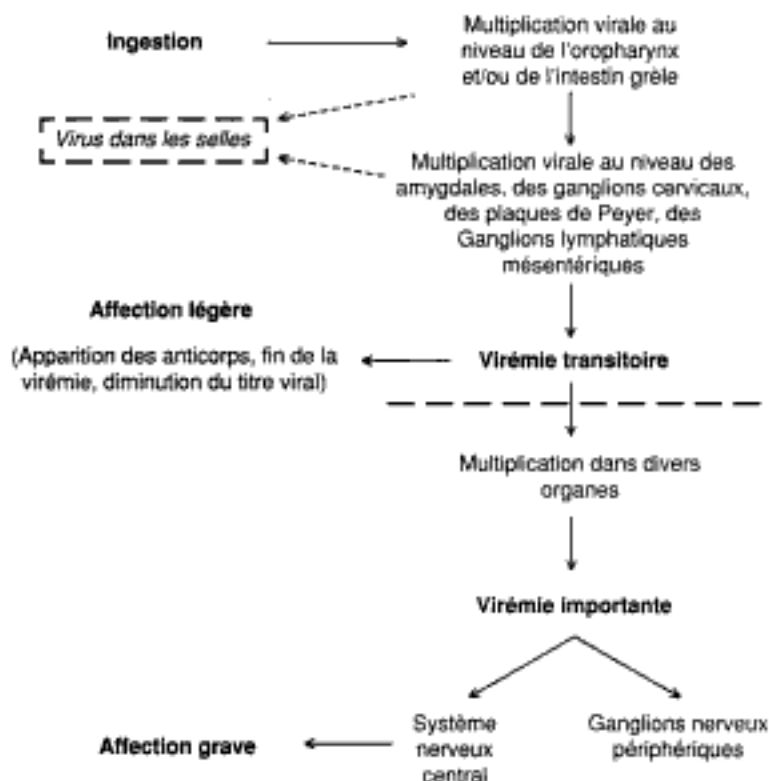 Ingestion
Multiplication virale au
niveau de l'oropharynx
et/ou de l'intestin grèle
Virus dans les selles
Multiplication virale au niveau des
amygdales, des ganglions cervicaux,
des plaques de Peyer, des
Ganglions lymphatiques
mésentériques
Affection légère
(Apparition des anticorps, fin de la
virémie, diminution du titre viral)
Virémie transitoire
Multiplication dans divers
organes
Virémie importante
Système
nerveux
central
Ganglions nerveux
périphériques
Affection grave